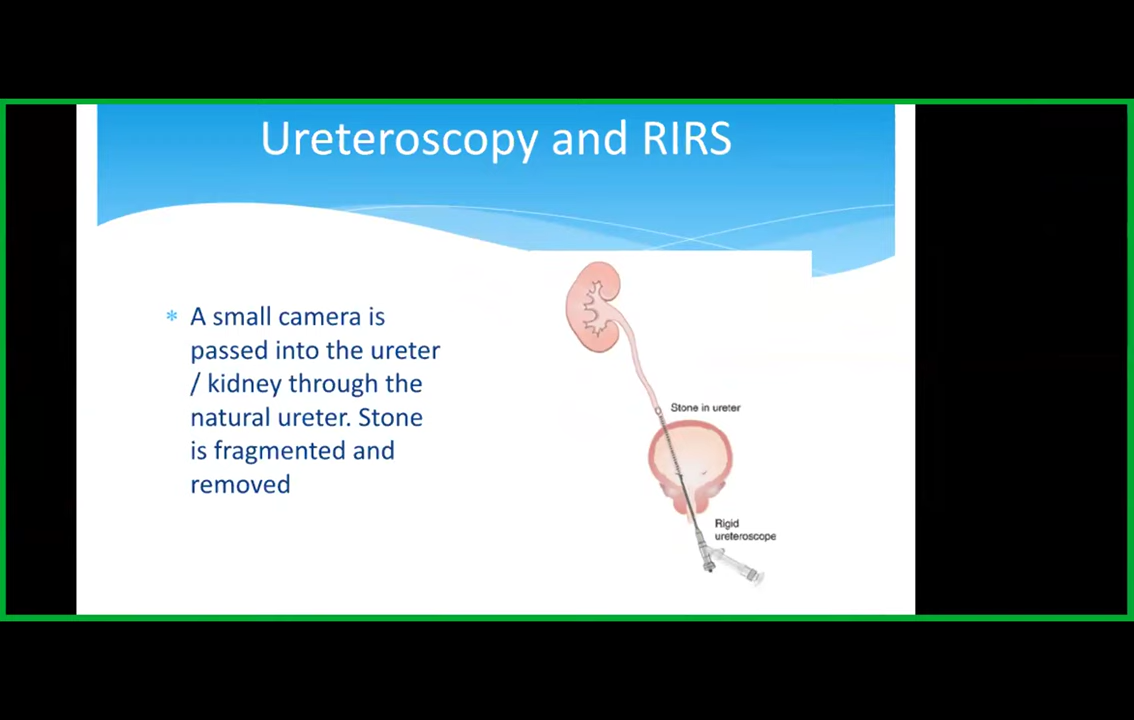 Ureteroscopy and RIRS
* A small camera is
passed into the ureter
/ kidney through the
natural ureter. Stone
is fragmented and
removed
Stone in ureter
Rigid
ureteroscope